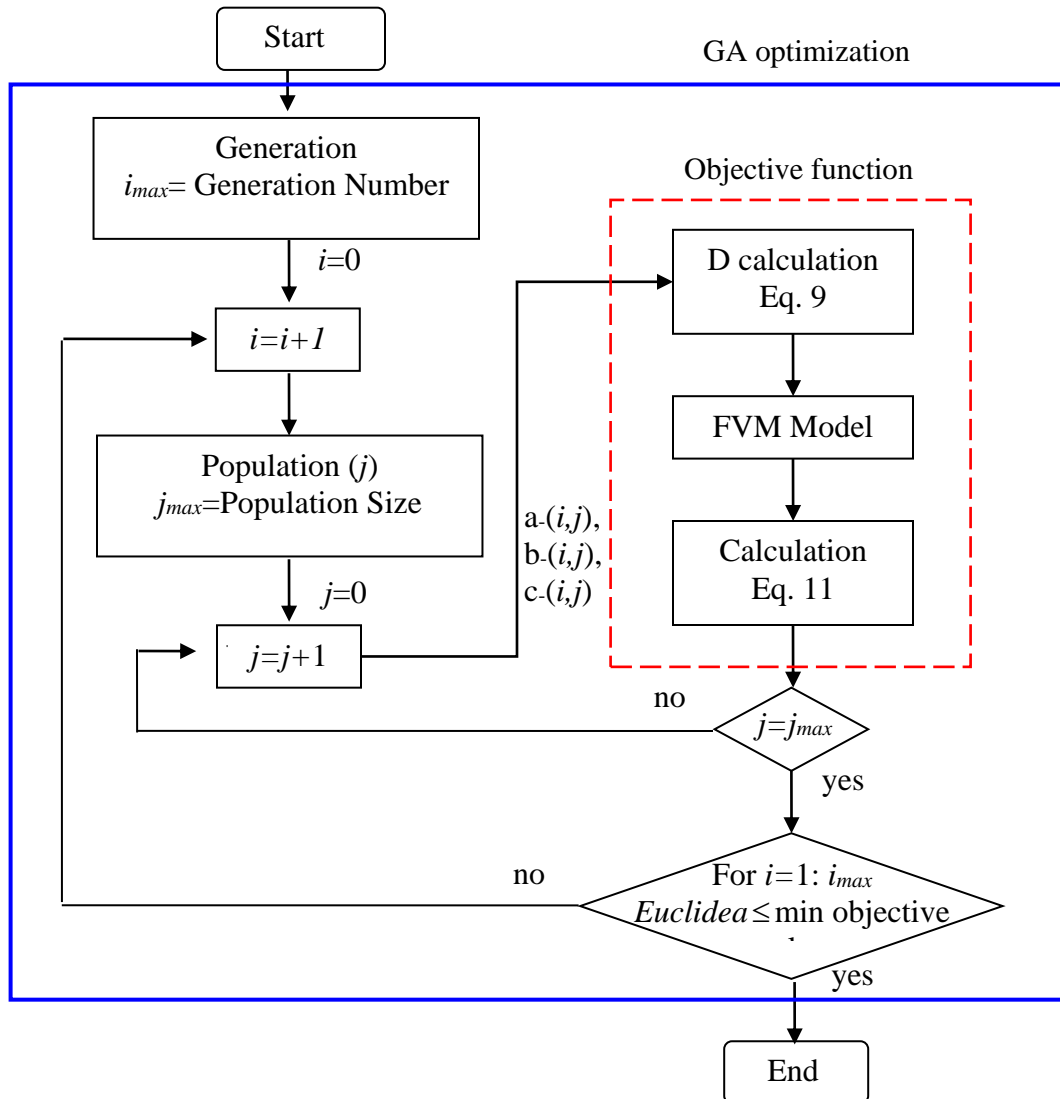 Start
GA optimization
Generation
imax= Generation Number
Objective function
i=0
D calculation
Eq. 9
i=i+1
FVM Model
Population (j)
jmax=Population Size
a-(i,j),
b-(i,j),
c-(i,j)
Calculation
Eq. 11
j=0
j=j+1
no
j=jmax
yes
no
For i=1: imax
Euclidea≤min objective
yes
End